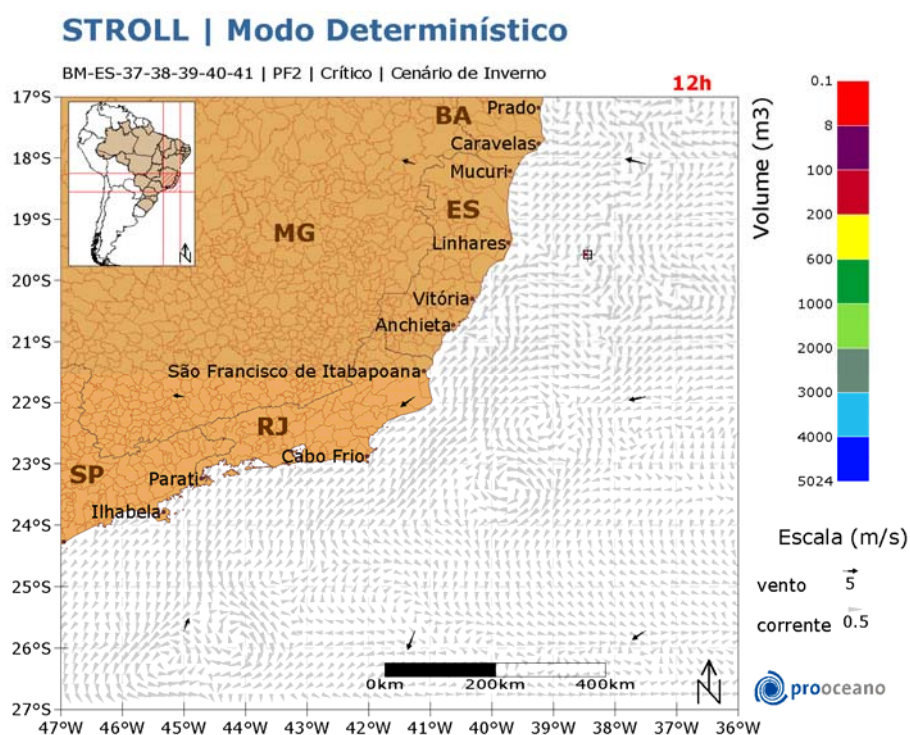 STROLL | Modo Determinístico
BM-ES-37-38-39-40-41 | PF2 | Crítico | Cenário de Inverno
12h
17°S
18°S
19°S
20°S
21°S
22°S
23°S
24°S
25°S
26°S
27°S
47°W
46°W
45°W
44°W
43°W
42°W
41°W
40°W
39°W
38°W
37°W
36°W
BA
Prado
Caravelas
Mucuri
ES
MG
Linhares
Vitória
Anchieta
São Francisco de Itabapoana
RJ
Cabo Frio
SP
Parati
Ilhabela
N
0km
200km
400km
N
Volume (m3)
0.1
8
100
200
600
1000
2000
3000
4000
5024
Escala (m/s)
vento 5
corrente 0.5
prooceano